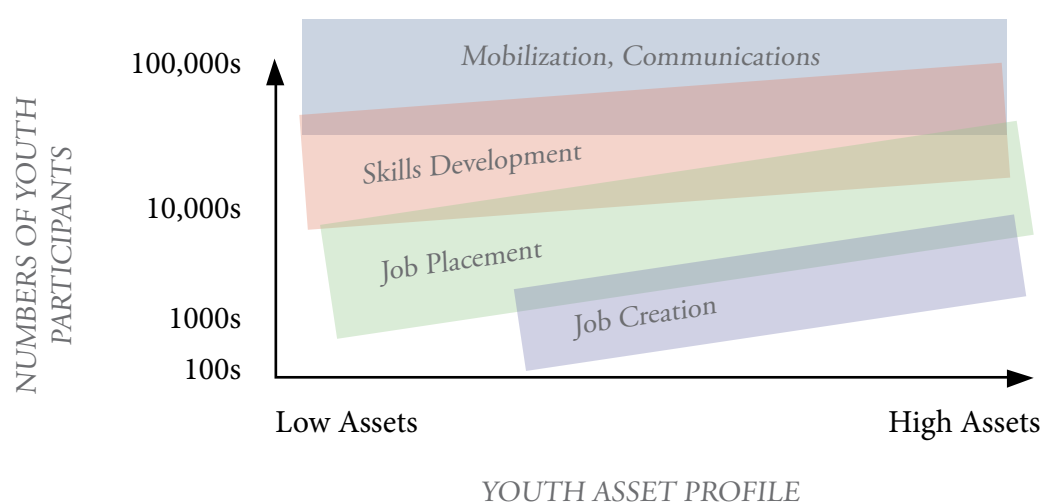 NUMBERS OF YOUTH
PARTICIPANTS
100,000s
10,000s
1000s
100s
Mobilization, Communications
Skills Development
Job Placement
Job Creation
Low Assets
High Assets
YOUTH ASSET PROFILE